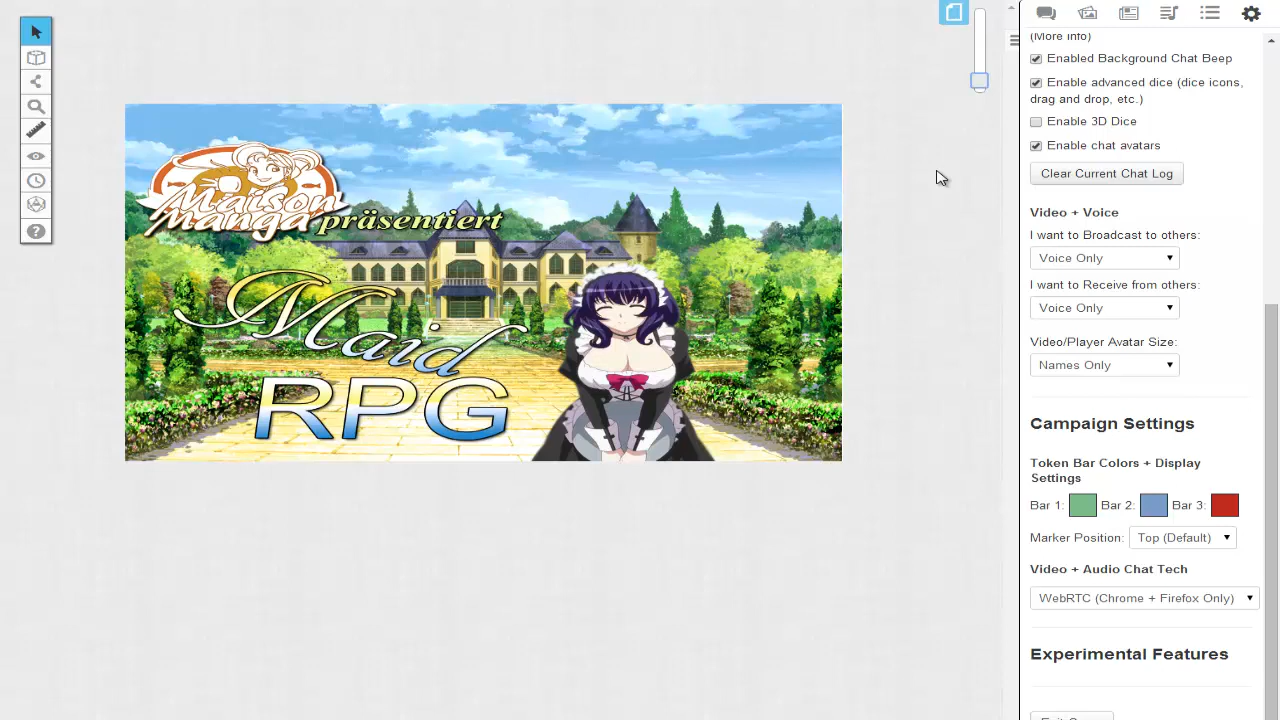 (More info)
Enabled Background Chat Beep
Enable advanced dice (dice icons,
drag and drop, etc.)
Enable 3D Dice
Enable chat avatars
Clear Current Chat Log
Video + Voice
I want to Broadcast to others:
Voice Only
I want to Receive from others:
Voice Only
Video/Player Avatar Size:
Names Only
Campaign Settings
Token Bar Colors + Display
Settings
Bar 1: Bar 2: Bar 3:
Marker Position: Top (Default)
Video + Audio Chat Tech
WebRTC (Chrome + Firefox Only)
Experimental Features
Maison
Manga präsentiert
Maid
RPG